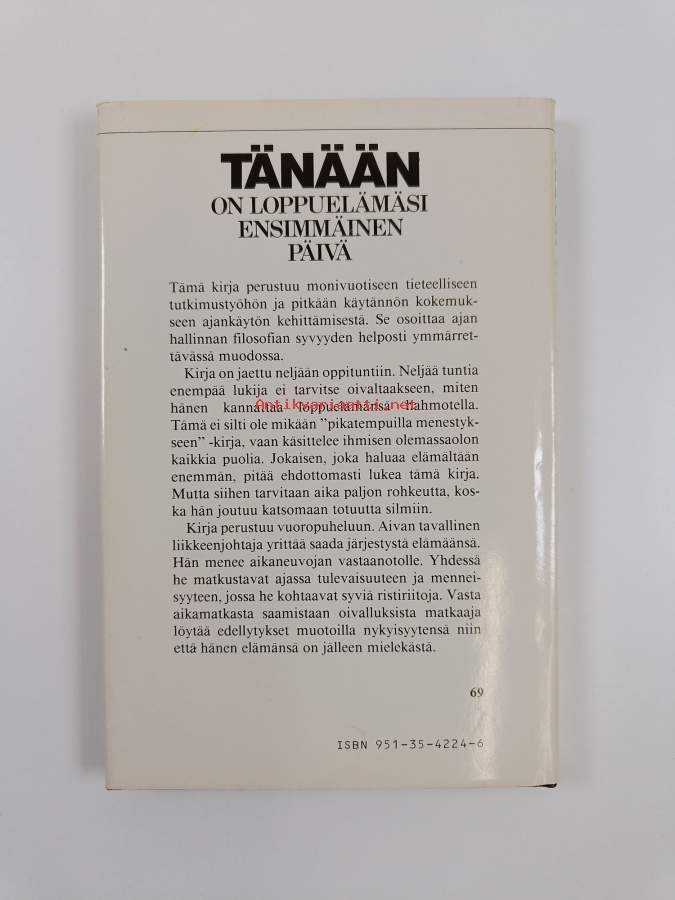 TÄNÄÄN
ON LOPPUELÄMÄSI
ENSIMMÄINEN
PÄIVÄ
Tämä kirja perustuu monivuotiseen tieteelliseen
tutkimustyöhön ja pitkään käytännön kokemuk-
seen ajankäytön kehittämisestä. Se osoittaa ajan
hallinnan filosofian syvyyden helposti ymmärret-
tävässä muodossa.
Kirja on jaettu neljään oppituntiin. Neljää tuntia
enempää lukija ei tarvitse oivaltaakseen, miten
hänen kannattaa loppuelämänsä hahmotella.
Antikvariaatti.net
Tämä ei silti ole mikään ”pikatempuilla menestyk-
seen” -kirja, vaan käsittelee ihmisen olemassaolon
kaikkia puolia. Jokaisen, joka haluaa elämältään
enemmän, pitää ehdottomasti lukea tämä kirja.
Mutta siihen tarvitaan aika paljon rohkeutta, kos-
ka hän joutuu katsomaan totuutta silmiin.
Kirja perustuu vuoropuheluun. Aivan tavallinen
liikkeenjohtaja yrittää saada järjestystä elämäänsä.
Hän menee aikaneuvojan vastaanotolle. Yhdessä
he matkustavat ajassa tulevaisuuteen ja mennei-
syyteen, jossa he kohtaavat syviä ristiriitoja. Vasta
aikamatkasta saamistaan oivalluksista matkaaja
löytää edellytykset muotoilla nykyisyytensä niin
että hänen elämänsä on jälleen mielekästä.
69
ISBN 951-35-4224-6